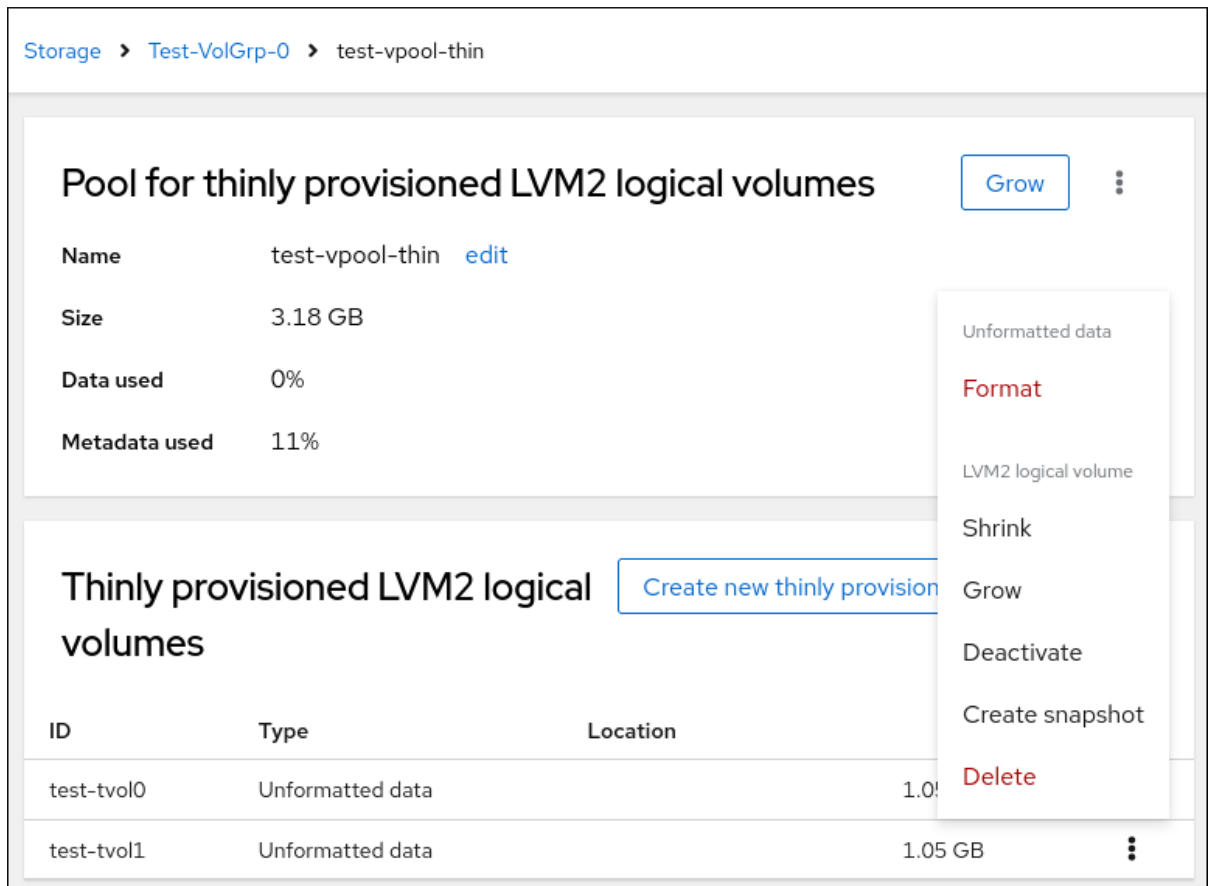 Storage > Test-VolGrp-0 > test-vpool-thin
Pool for thinly provisioned LVM2 logical volumes
Grow
Name test-vpool-thin edit
Size 3.18 GB
Data used 0%
Metadata used 11%
Unformatted data
Format
LVM2 logical volume
Shrink
Grow
Deactivate
Create snapshot
Delete
Thinly provisioned LVM2 logical
volumes
Create new thinly provision
ID Type Location
test-tvol0 Unformatted data 1.05
test-tvol1 Unformatted data 1.05 GB